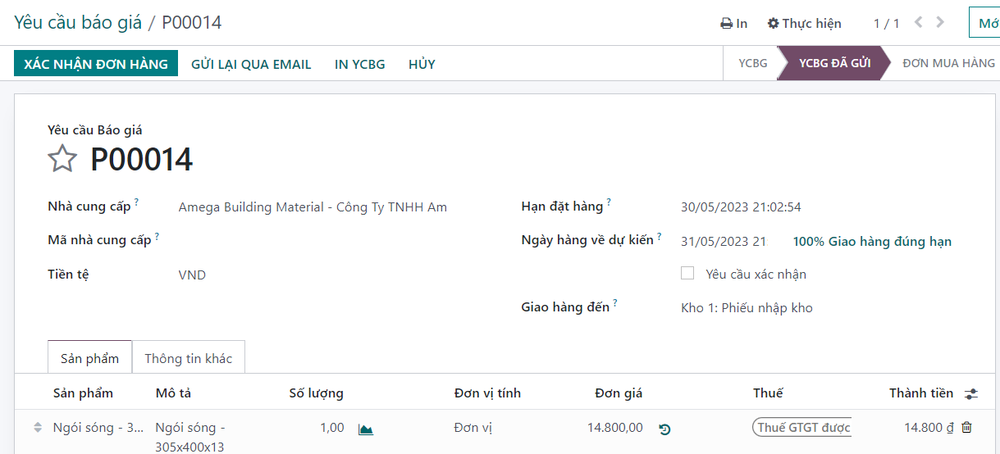 Yêu cầu báo giá / P00014
In Thực hiện 1 / 1
XÁC NHẬN ĐƠN HÀNG GỬI LẠI QUA EMAIL IN YCBG HỦY YCBG YCBG ĐÃ GỬI ĐƠN MUA HÀNG
Yêu cầu Báo giá
P00014
Nhà cung cấp ? Amega Building Material - Công Ty TNHH Am Hạn đặt hàng ? 30/05/2023 21:02:54
Mã nhà cung cấp ? Ngày hàng về dự kiến ? 31/05/2023 21 100% Giao hàng đúng hạn
Tiền tệ VND Yêu cầu xác nhận
Giao hàng đến ? Kho 1: Phiếu nhập kho
Sản phẩm Thông tin khác
Sản phẩm Mô tả Số lượng Đơn vị tính Đơn giá Thuế Thành tiền
Ngói sóng - 3... Ngói sóng - 1,00 Đơn vị 14.800,00 Thuế GTGT được 14.800 ₫
305x400x13